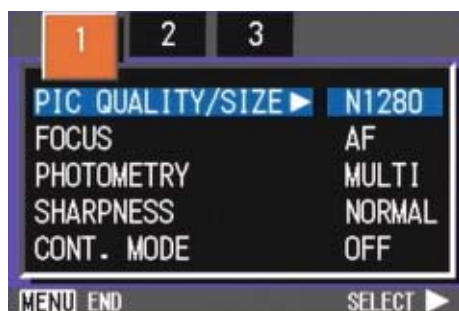 1 2 3
PIC QUALITY/SIZE▶ N1280
FOCUS AF
PHOTOMETRY MULTI
SHARPNESS NORMAL
CONT. MODE OFF
MENU END SELECT ▶